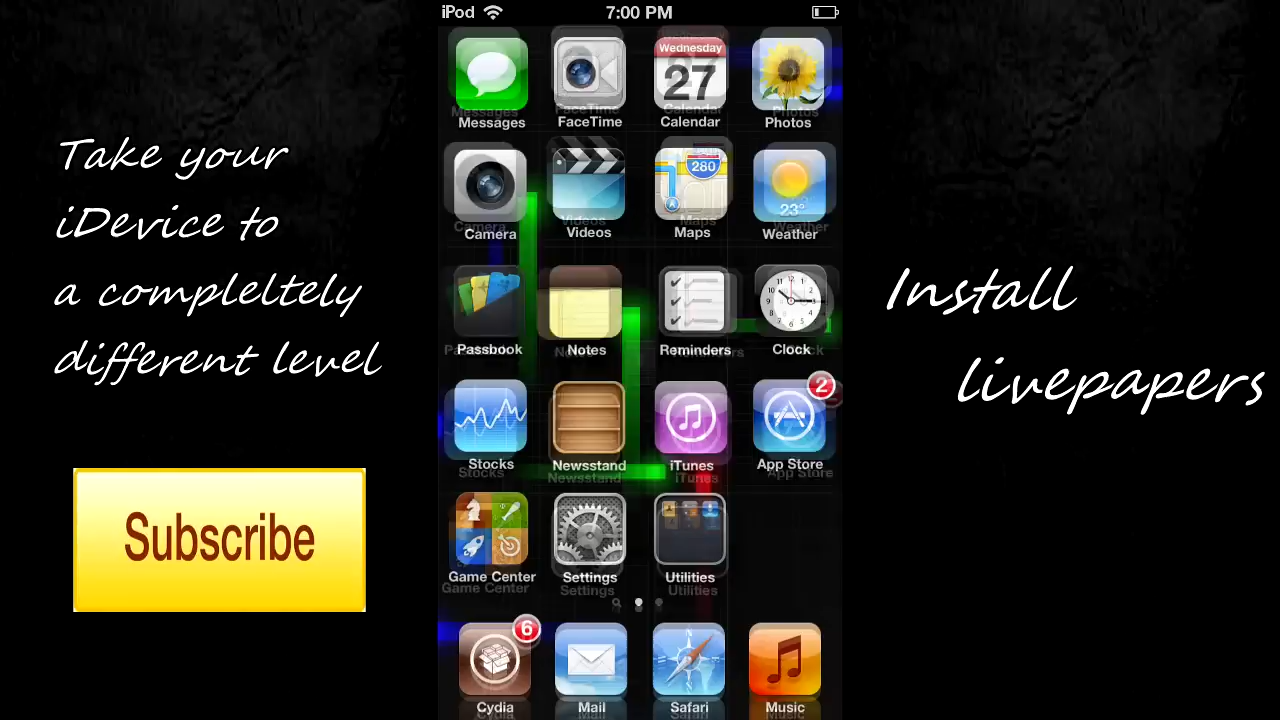 Take your
iDevice to
a compleltely
different level
Subscribe
iPod 7:00 PM
Messages FaceTime Calendar Photos
Wednesday
27
Camera Videos Maps Weather
280
23°
Passbook Notes Reminders Clock
Stocks Newsstand iTunes App Store
2
Game Center Settings Utilities
6
Cydia Mail Safari Music
Install
livepapers